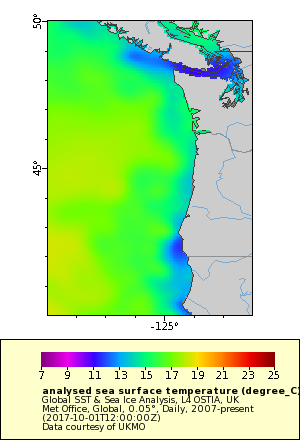 50°
45°
-125°
7 9 11 13 15 17 19 21 23 25
analysed sea surface temperature (degree_C)
Global SST & Sea Ice Analysis, L4 OSTIA, UK
Met Office, Global, 0.05°, Daily, 2007-present
(2017-10-01T12:00:00Z)
Data courtesy of UKMO